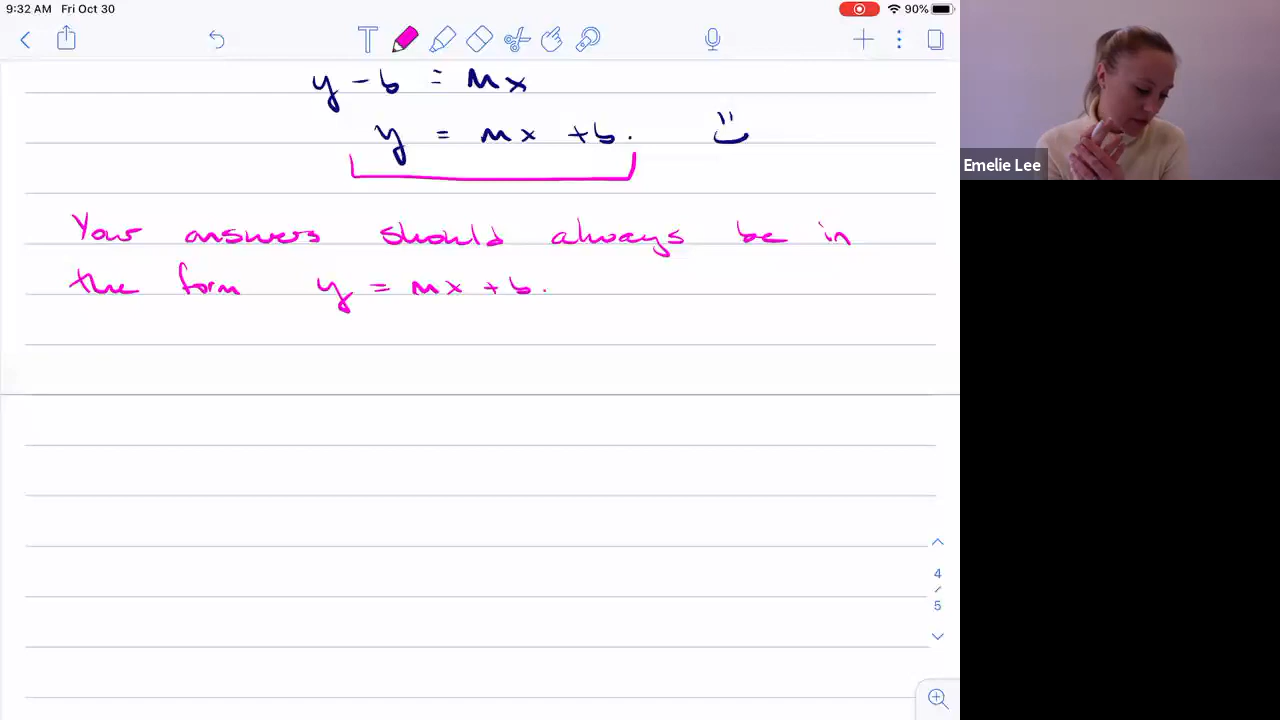 9:32 AM Fri Oct 30 90%
y - b = mx
y = mx + b.
Emelie Lee
Your answers should always be in
the form y = mx + b.
4
5